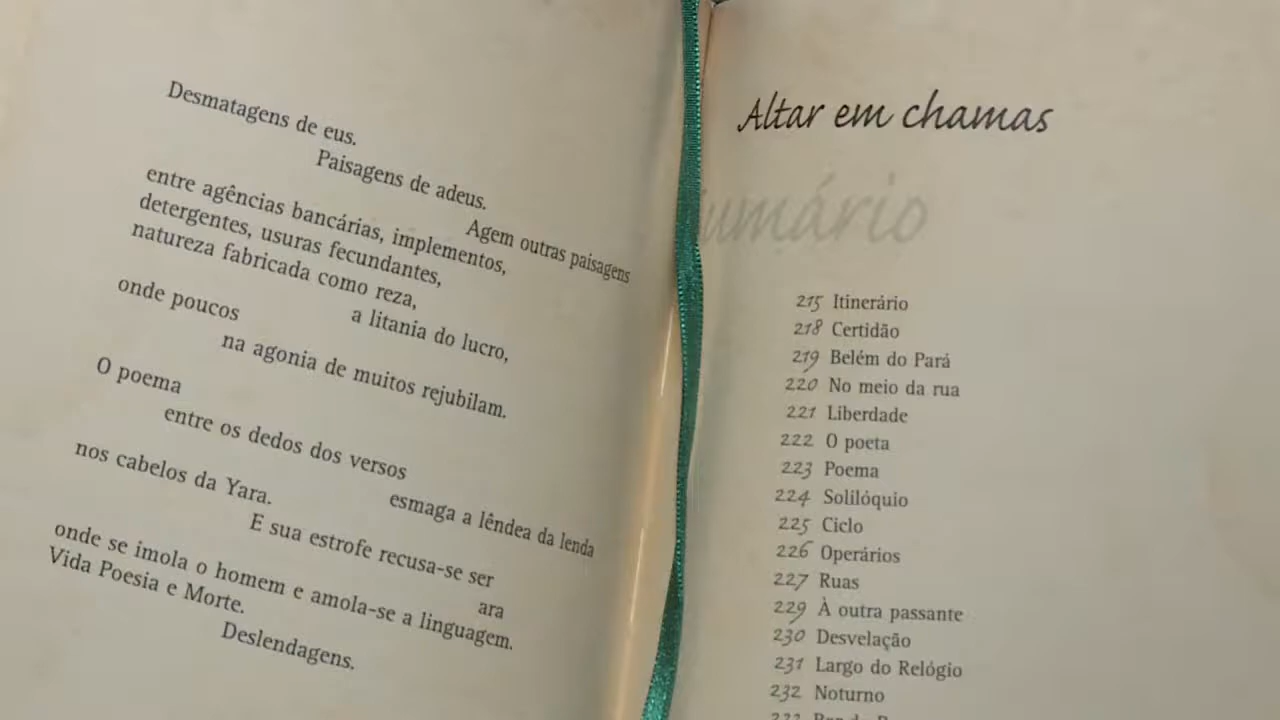 Desmatagens de eus.
Paisagens de adeus.
Agem outras paisagens
entre agências bancárias, implementos,
detergentes, usuras fecundantes,
natureza fabricada como reza,
a litania do lucro,
onde poucos
na agonia de muitos rejubilam.
O poema
entre os dedos dos versos
esmaga a lêndea da lenda
nos cabelos da Yara.
E sua estrofe recusa-se ser
ara
onde se imola o homem e amola-se a linguagem.
Vida Poesia e Morte.
Deslendagens.
Altar em chamas
umário
215 Itinerário
218 Certidão
219 Belém do Pará
220 No meio da rua
221 Liberdade
222 O poeta
223 Poema
224 Solilóquio
225 Ciclo
226 Operários
227 Ruas
229 À outra passante
230 Desvelação
231 Largo do Relógio
232 Noturno